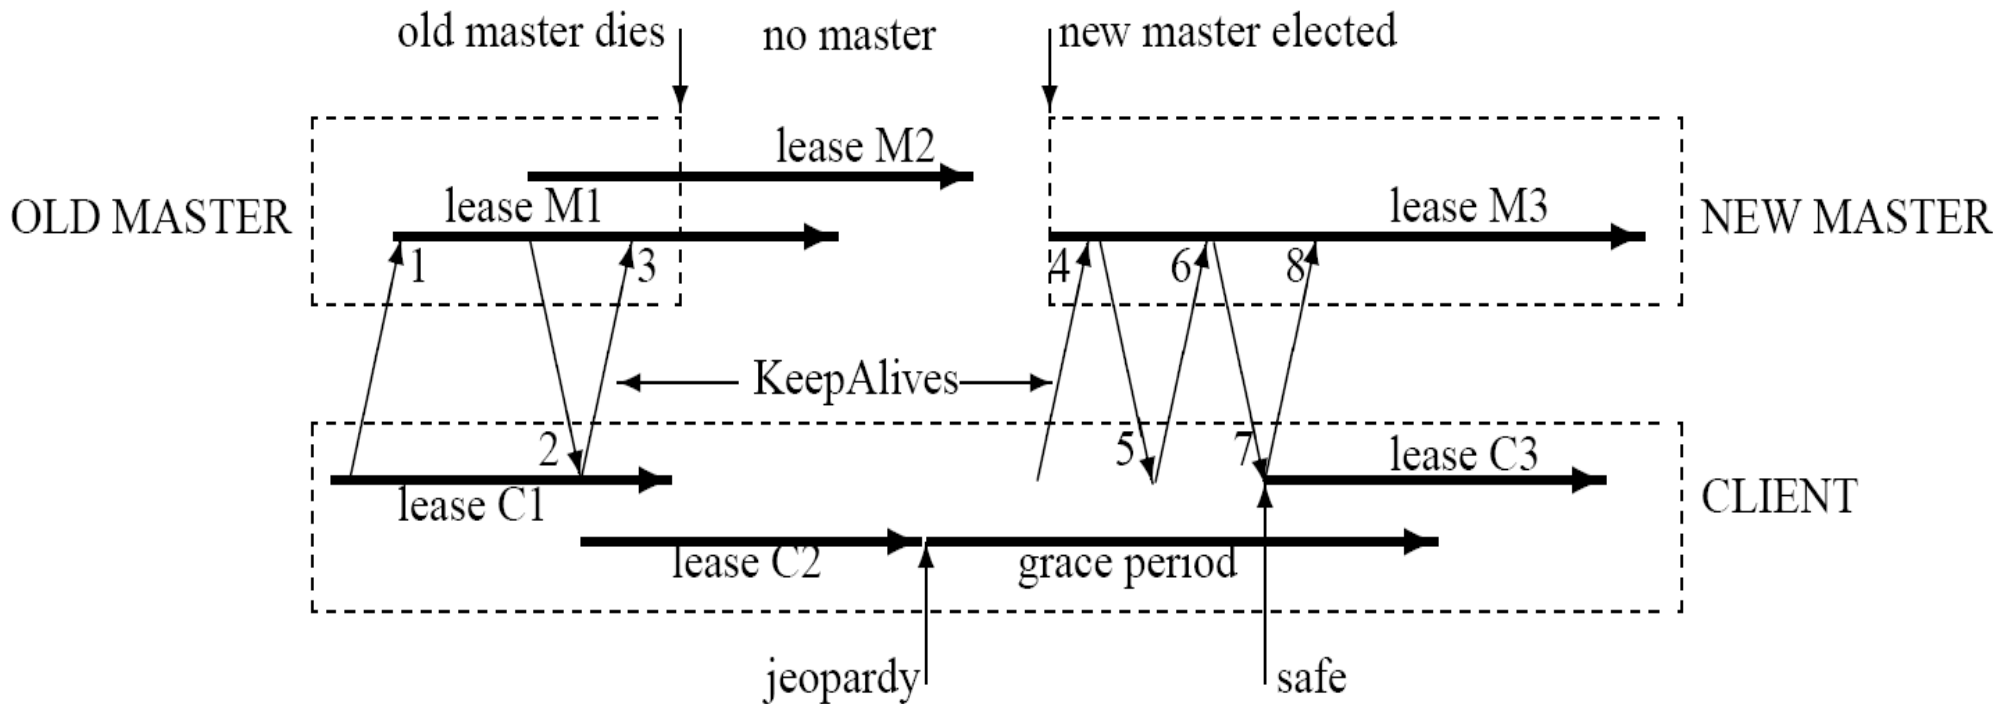 old master dies
no master
new master elected
lease M2
OLD MASTER
lease M1
lease M3
NEW MASTER
1
3
4
6
8
KeepAlives
2
5
7
lease C3
lease C1
CLIENT
lease C2
grace period
jeopardy
safe